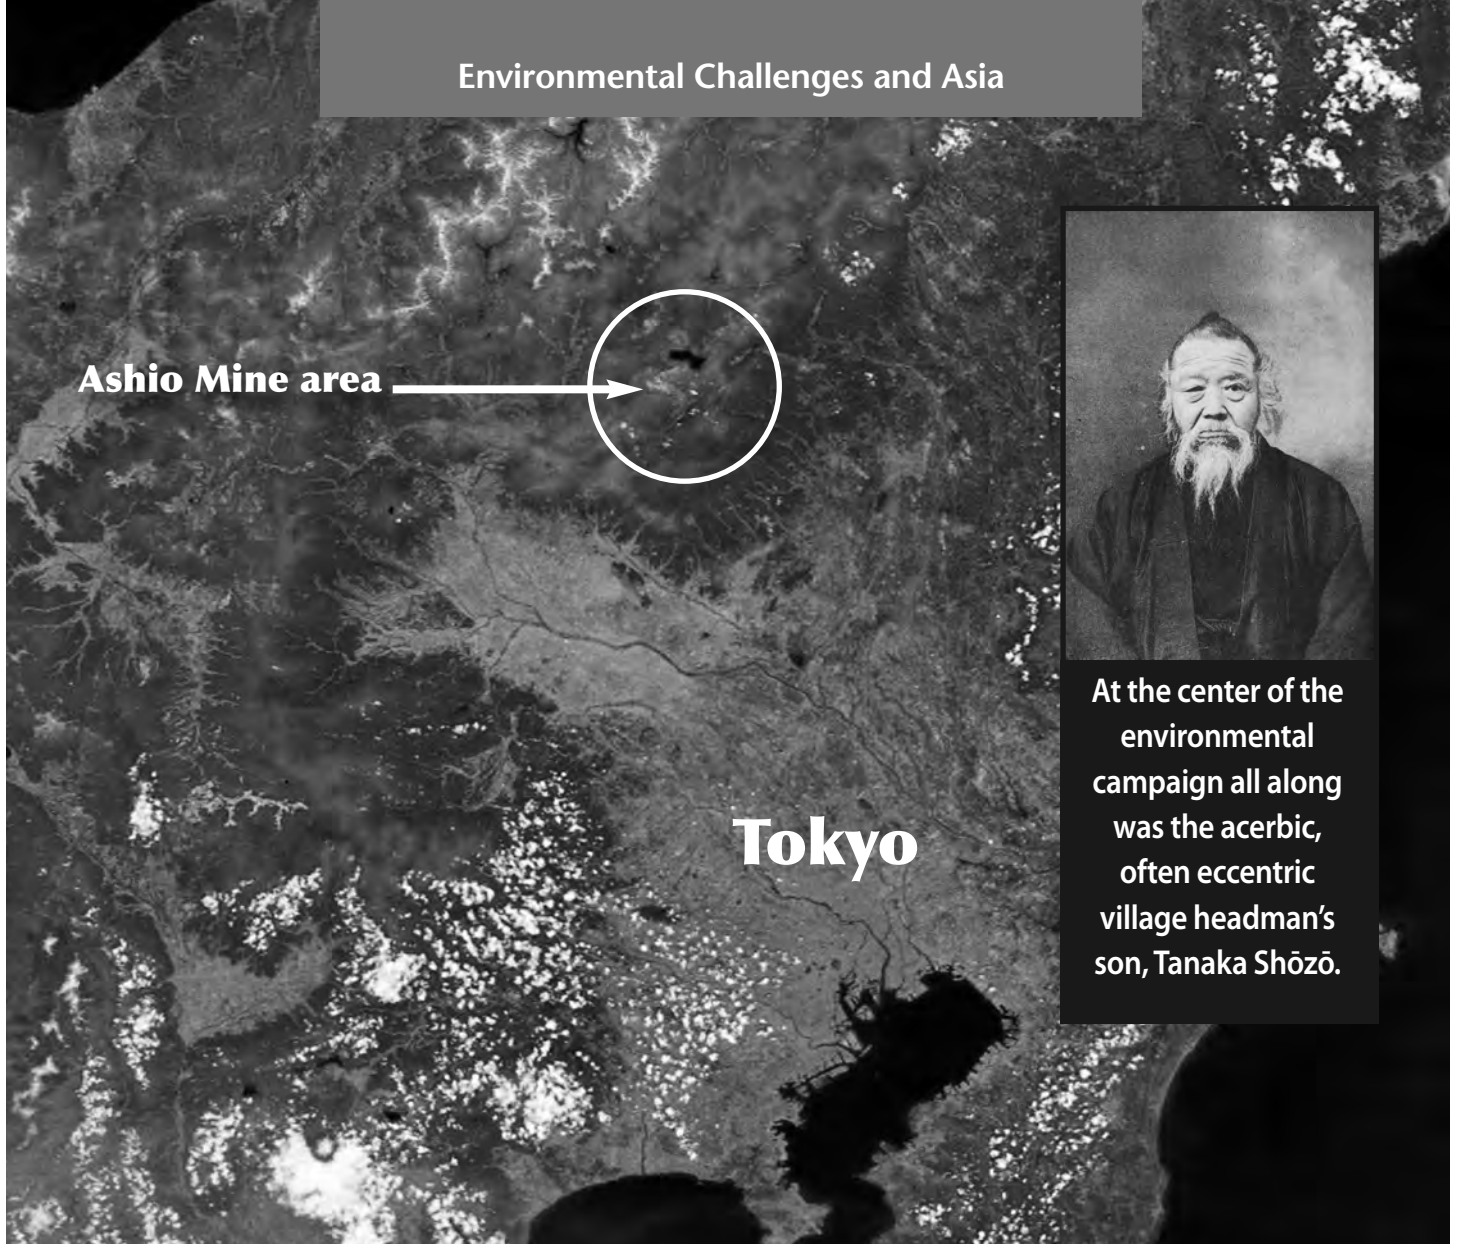 Environmental Challenges and Asia
Ashio Mine area
Tokyo
At the center of the
environmental
campaign all along
was the acerbic,
often eccentric
village headman’s
son, Tanaka Shōzō.